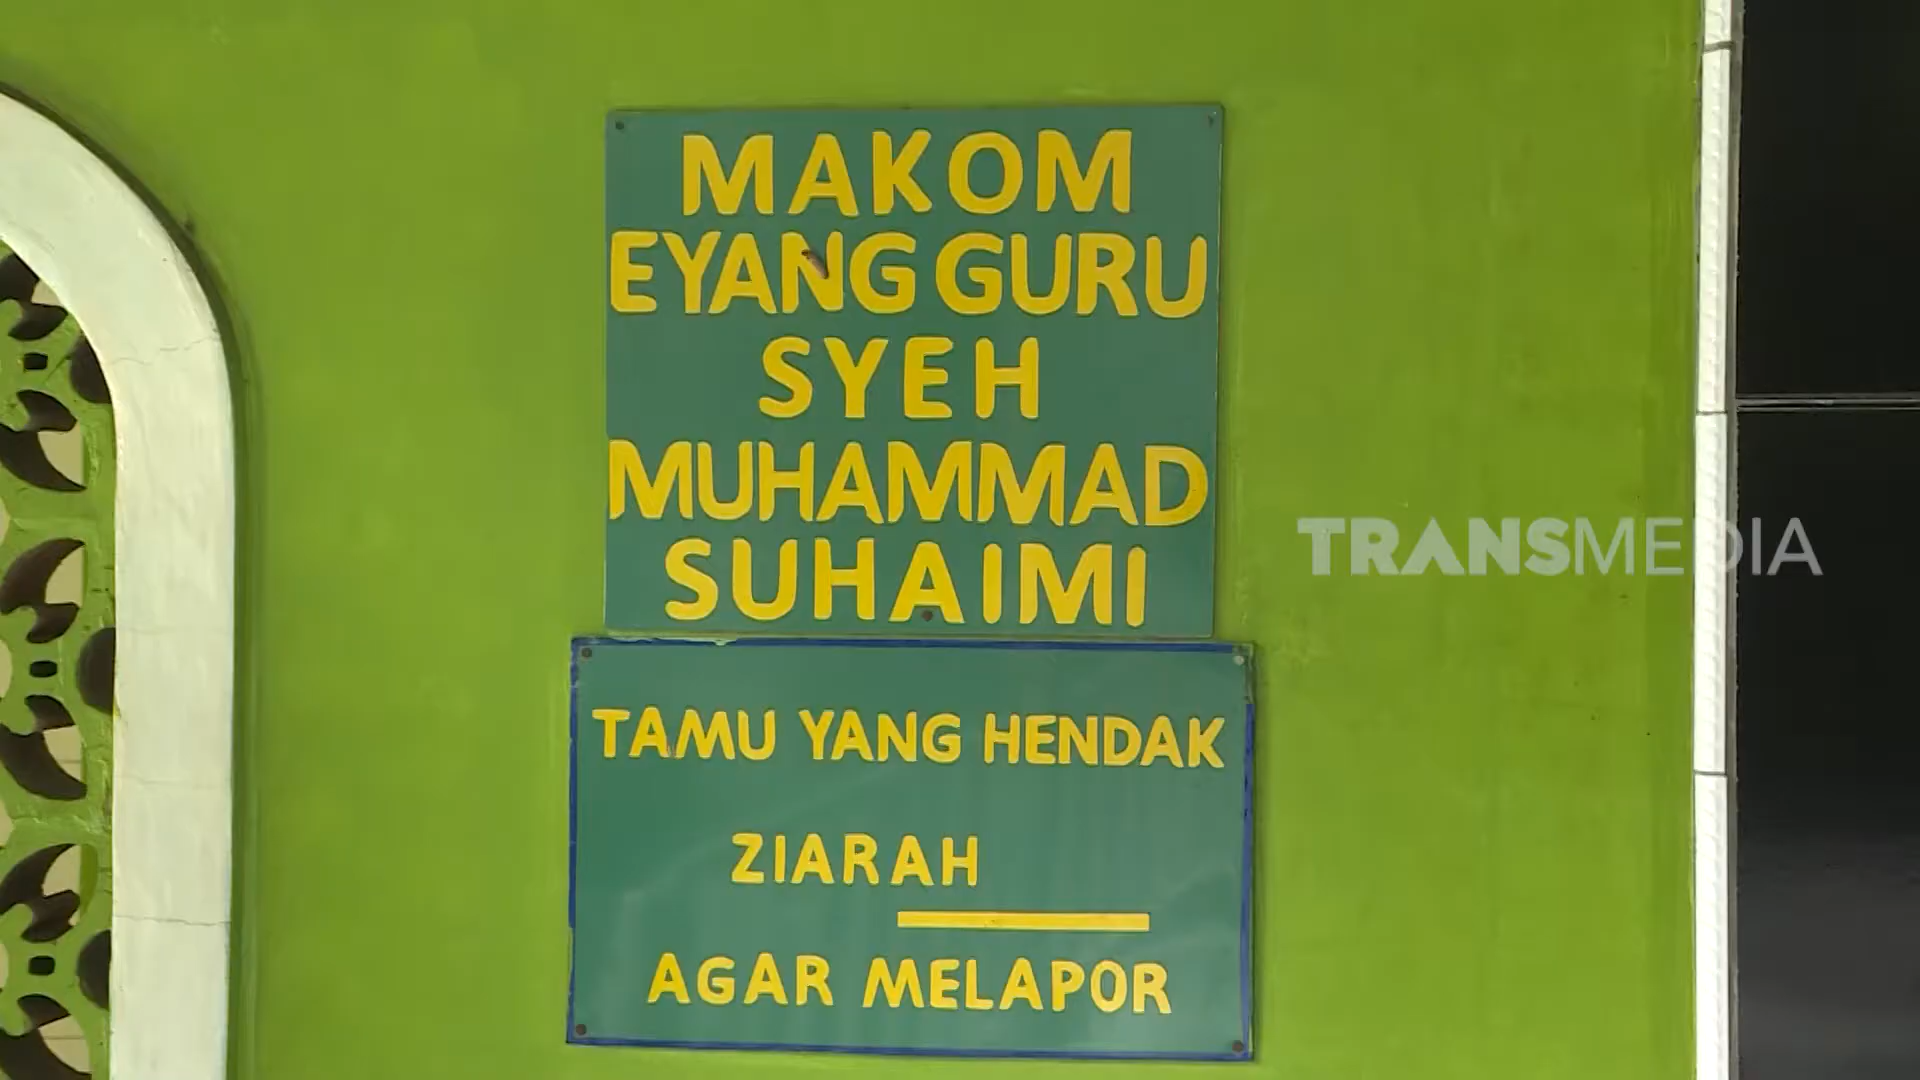 MAKOM
EYANG GURU
SYEH
MUHAMMAD
SUHAIMI
TAMU YANG HENDAK
ZIARAH
AGAR MELAPOR
TRANSMEDIA